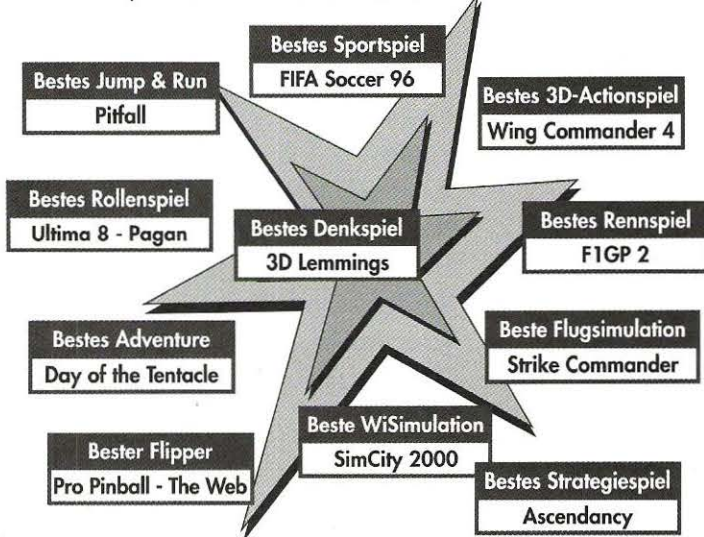 Bestes Sportspiel
FIFA Soccer 96
Bestes Jump & Run
Pitfall
Bestes 3D-Actionspiel
Wing Commander 4
Bestes Rollenspiel
Ultima 8 - Pagan
Bestes Denkspiel
3D Lemmings
Bestes Rennspiel
F1GP 2
Bestes Adventure
Day of the Tentacle
Beste Flugsimulation
Strike Commander
Bester Flipper
Pro Pinball - The Web
Beste WiSimulation
SimCity 2000
Bestes Strategiespiel
Ascendancy